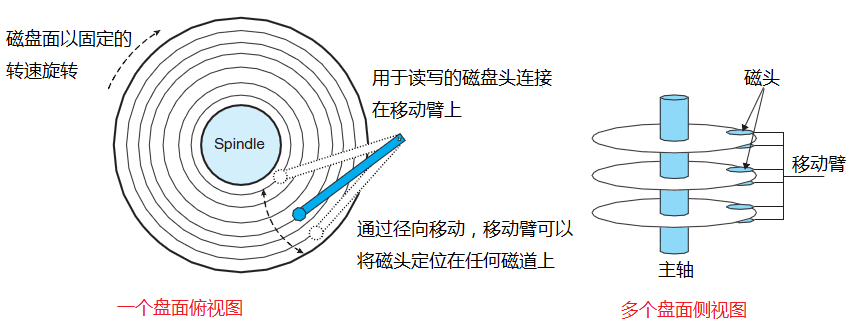 磁盘面以固定的
转速旋转
Spindle
用于读写的磁盘头连接
在移动臂上
通过径向移动，移动臂可以
将磁头定位在任何磁道上
一个盘面俯视图
磁头
移动臂
主轴
多个盘面侧视图